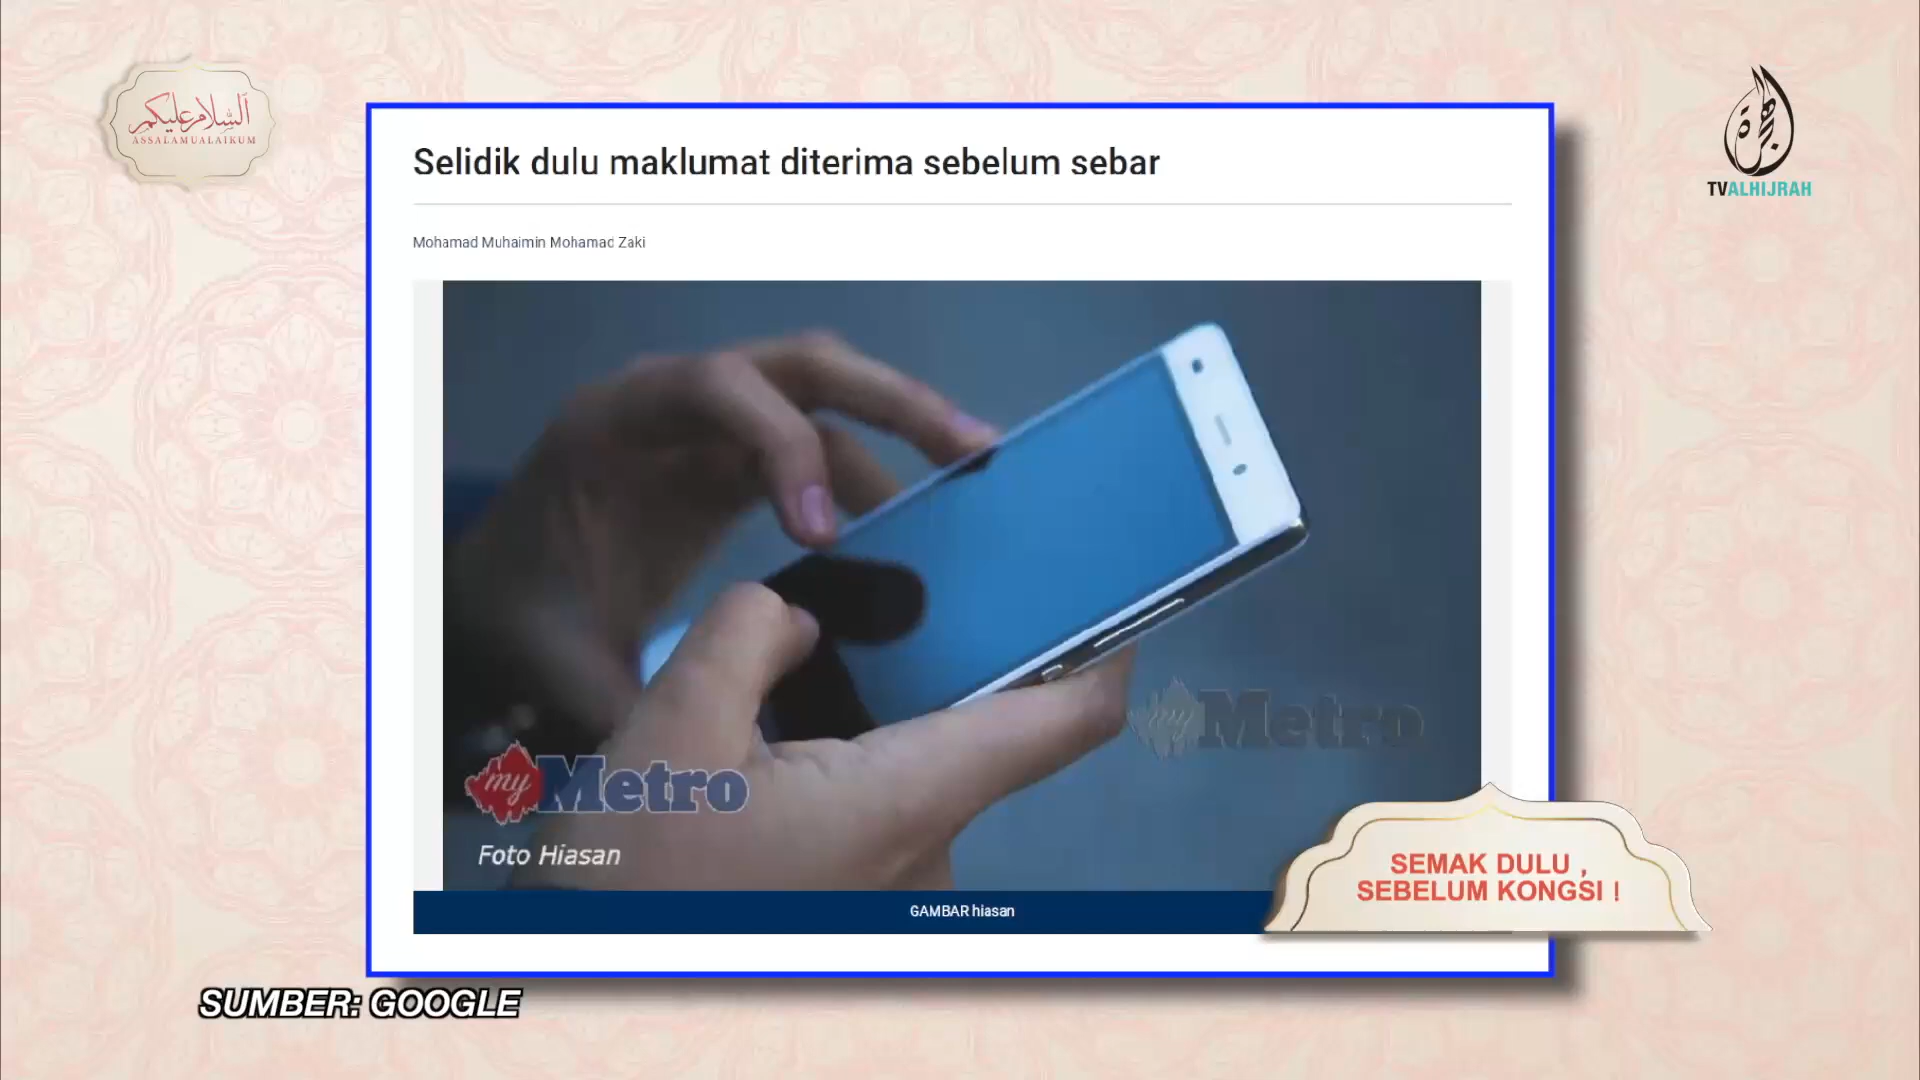 السلام عليكم
ASSALAMUALAIKUM
هجرة
TVALHIJRAH
Selidik dulu maklumat diterima sebelum sebar
Mohamad Muhaimin Mohamad Zaki
my Metro
my Metro
Foto Hiasan
GAMBAR hiasan
SEMAK DULU ,
SEBELUM KONGSI !
SUMBER: GOOGLE